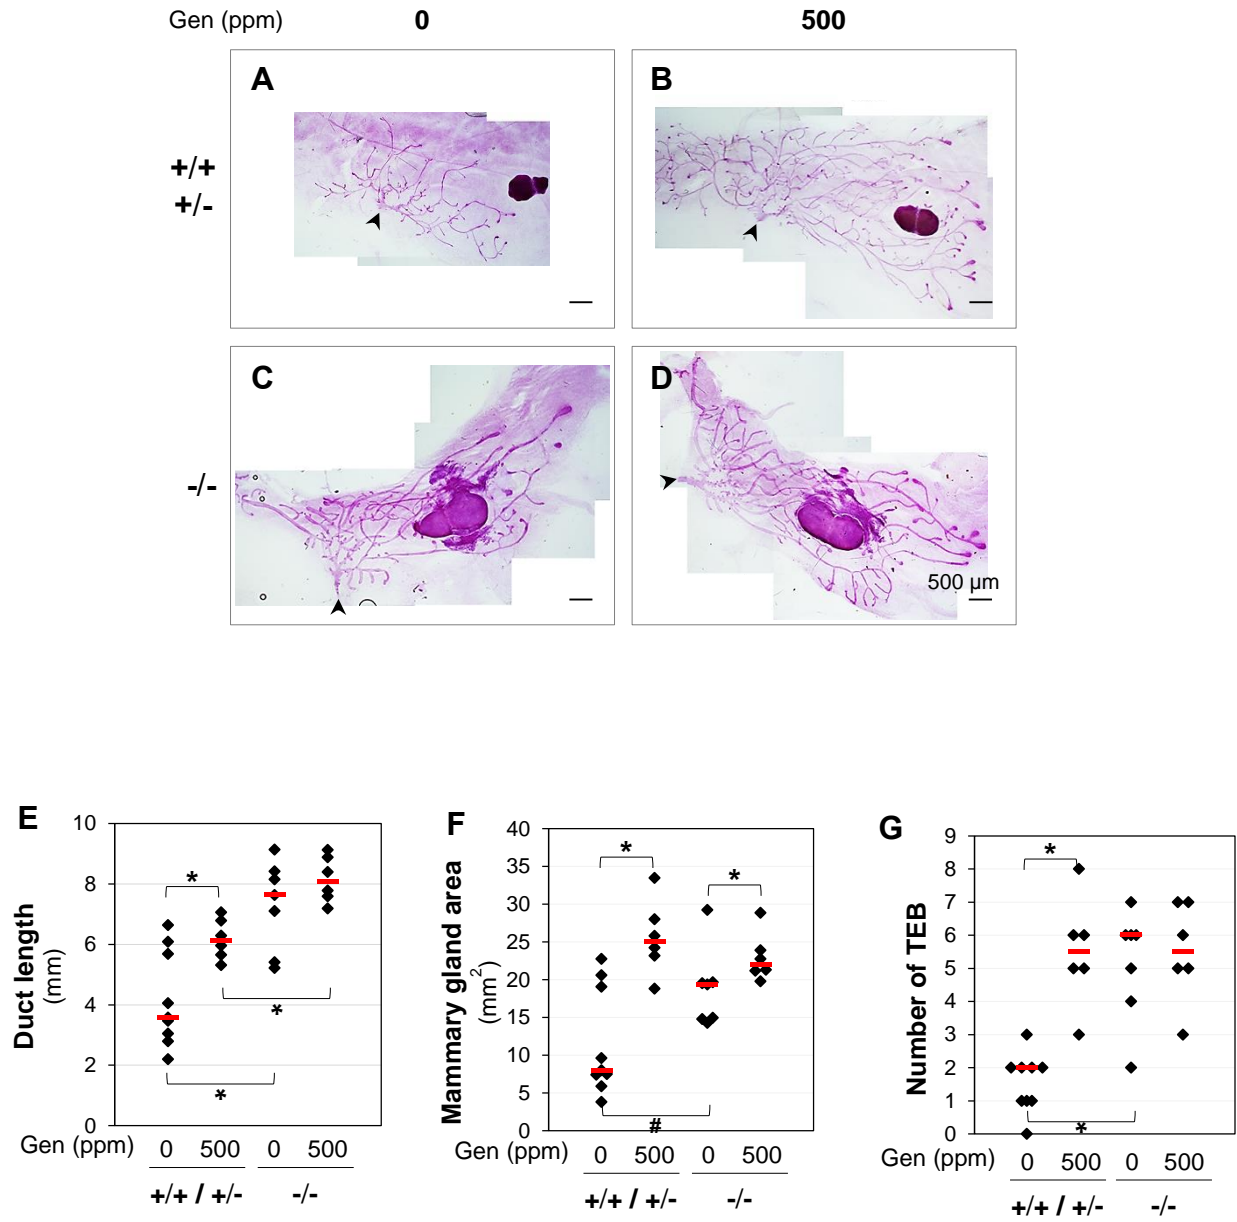 Gen (ppm) 0 500
A B
+/+
+/-
C D
-/-
500 µm
E
Duct length
(mm)
10
8
6
4
2
0
* * *
Gen (ppm) 0 500 0 500
+/+ / +/- -/-
F
Mammary gland area
(mm2)
40
35
30
25
20
15
10
5
0
* * #
Gen (ppm) 0 500 0 500
+/+ / +/- -/-
G
Number of TEB
9
8
7
6
5
4
3
2
1
0
* *
Gen (ppm) 0 500 0 500
+/+ / +/- -/-